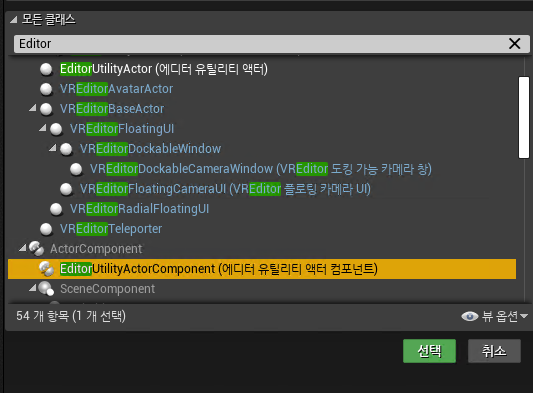 모든 클래스
Editor
EditorUtilityActor (에디터 유틸리티 액터)
VREditorAvatarActor
VREditorBaseActor
VREditorFloatingUI
VREditorDockableWindow
VREditorDockableCameraWindow (VREditor 도킹 가능 카메라 창)
VREditorFloatingCameraUI (VREditor 플로팅 카메라 UI)
VREditorRadialFloatingUI
VREditorTeleporter
ActorComponent
EditorUtilityActorComponent (에디터 유틸리티 액터 컴포넌트)
SceneComponent
54 개 항목 (1 개 선택)
뷰 옵션
선택
취소